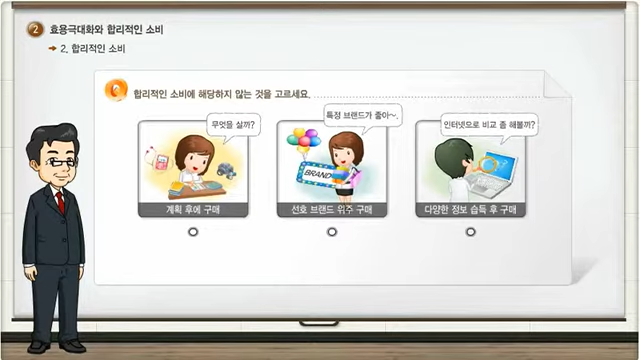 2 효용극대화와 합리적인 소비
2. 합리적인 소비
Q 합리적인 소비에 해당하지 않는 것을 고르세요.
무엇을 살까?
특정 브랜드가 좋아~.
인터넷으로 비교 좀 해볼까?
BRAND
계획 후에 구매
선호 브랜드 위주 구매
다양한 정보 습득 후 구매